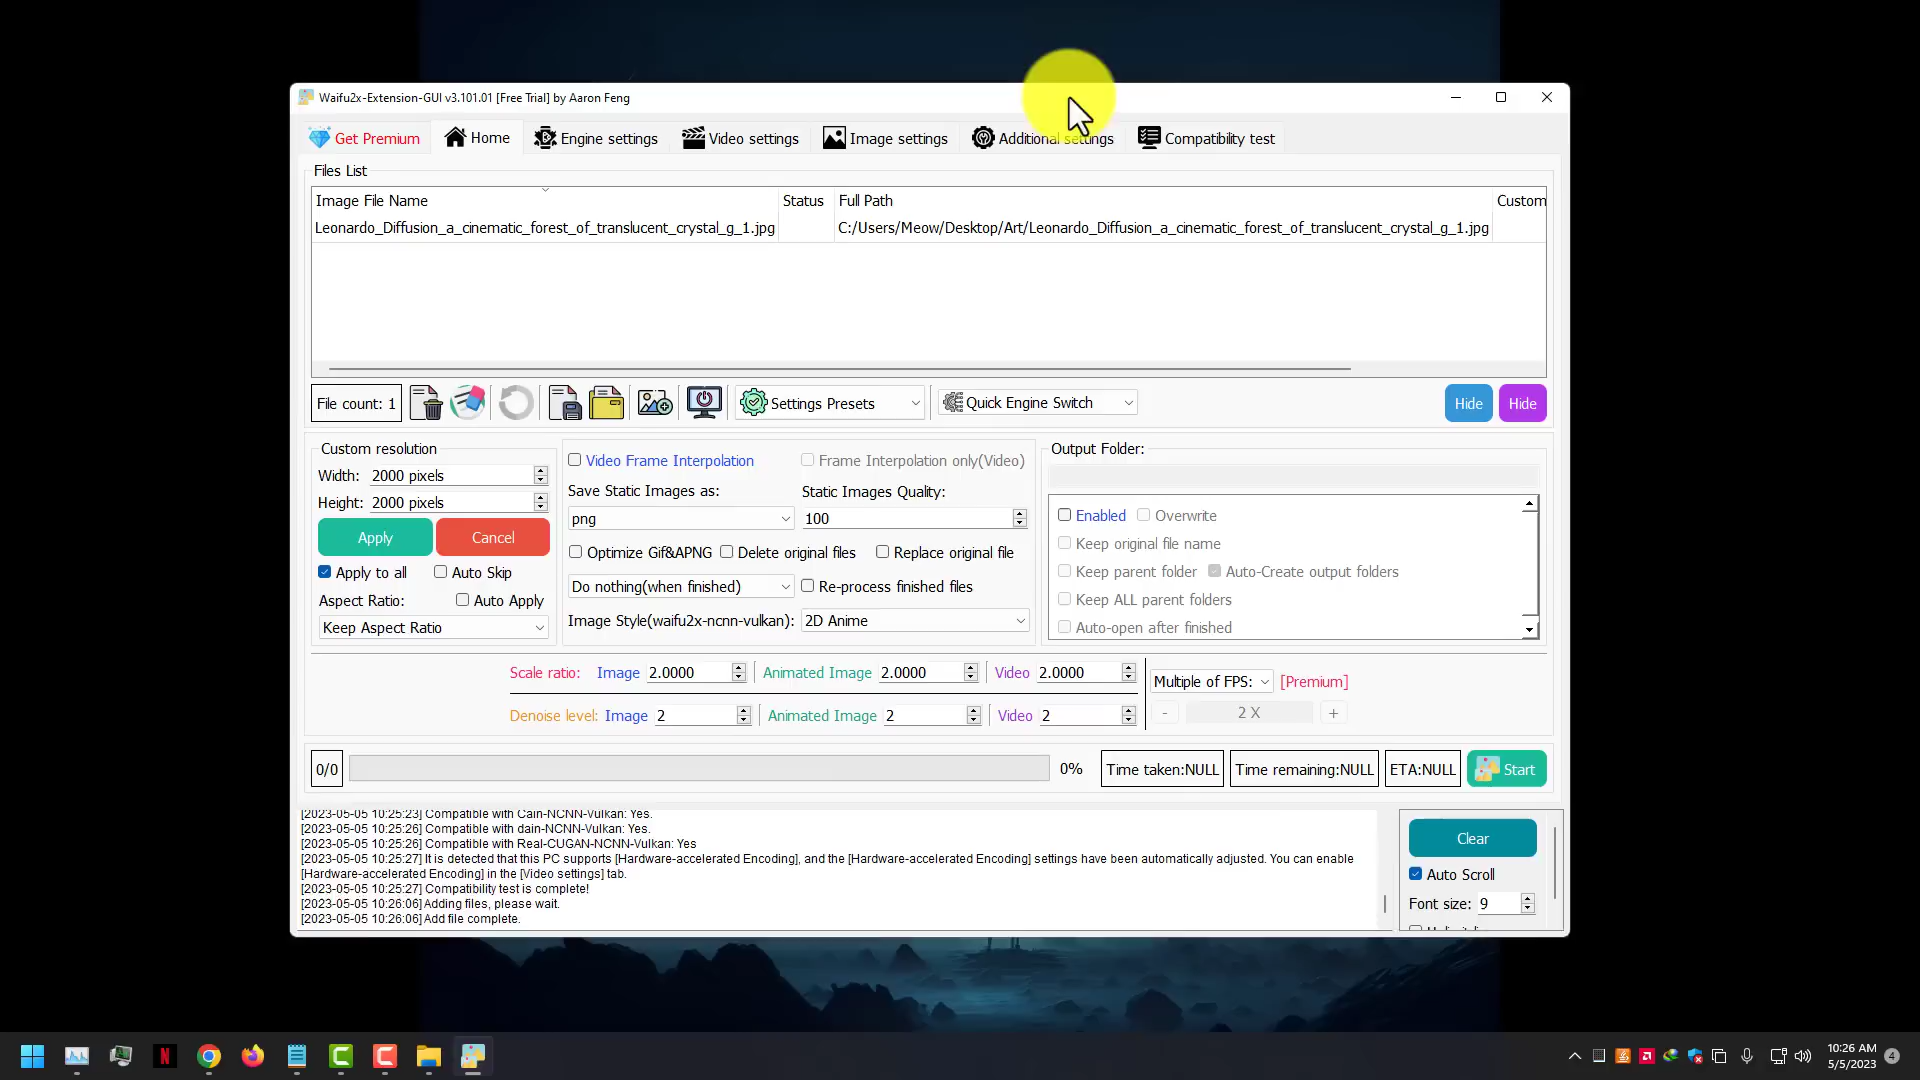 Waifu2x-Extension-GUI v3.101.01 [Free Trial] by Aaron Feng
Get Premium
Home
Engine settings
Video settings
Image settings
Additional settings
Compatibility test
Files List
Image File Name
Status
Full Path
Custom
Leonardo_Diffusion_a_cinematic_forest_of_translucent_crystal_g_1.jpg
C:/Users/Meow/Desktop/Art/Leonardo_Diffusion_a_cinematic_forest_of_translucent_crystal_g_1.jpg
File count: 1
Settings Presets
Quick Engine Switch
Hide
Hide
Custom resolution
Width: 2000 pixels
Height: 2000 pixels
Apply
Cancel
Apply to all
Auto Skip
Aspect Ratio:
Auto Apply
Keep Aspect Ratio
Video Frame Interpolation
Frame Interpolation only(Video)
Save Static Images as:
Static Images Quality:
png
100
Optimize Gif&APNG
Delete original files
Replace original file
Do nothing(when finished)
Re-process finished files
Image Style(waifu2x-ncnn-vulkan):
2D Anime
Output Folder:
Enabled
Overwrite
Keep original file name
Keep parent folder
Auto-Create output folders
Keep ALL parent folders
Auto-open after finished
Scale ratio: Image 2.0000
Animated Image 2.0000
Video 2.0000
Denoise level: Image 2
Animated Image 2
Video 2
Multiple of FPS:
[Premium]
- 2 X +
0/0
0%
Time taken:NULL
Time remaining:NULL
ETA:NULL
Start
[2023-05-05 10:25:23] Compatible with Cain-NCNN-Vulkan: Yes.
[2023-05-05 10:25:26] Compatible with dain-NCNN-Vulkan: Yes.
[2023-05-05 10:25:26] Compatible with Real-CUGAN-NCNN-Vulkan: Yes
[2023-05-05 10:25:27] It is detected that this PC supports [Hardware-accelerated Encoding], and the [Hardware-accelerated Encoding] settings have been automatically adjusted. You can enable
[Hardware-accelerated Encoding] in the [Video settings] tab.
[2023-05-05 10:25:27] Compatibility test is complete!
[2023-05-05 10:26:06] Adding files, please wait.
[2023-05-05 10:26:06] Add file complete.
Clear
Auto Scroll
Font size: 9
10:26 AM
5/5/2023
4